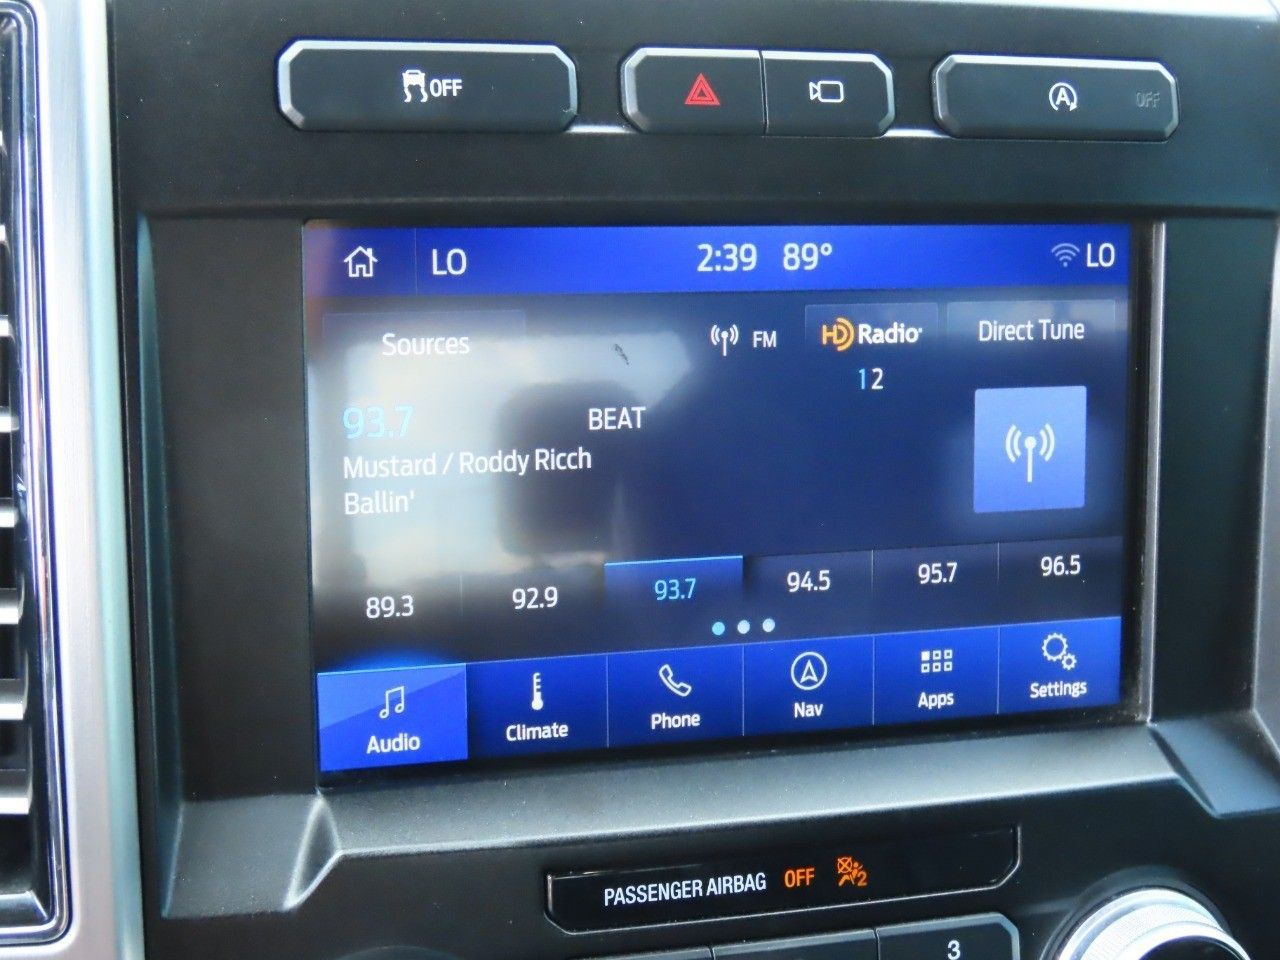 OFF
A OFF
LO 2:39 89° LO
Sources FM HD Radio Direct Tune
1 2
93.7 BEAT
Mustard / Roddy Ricch
Ballin'
89.3 92.9 93.7 94.5 95.7 96.5
Audio Climate Phone Nav Apps Settings
PASSENGER AIRBAG OFF 2
3